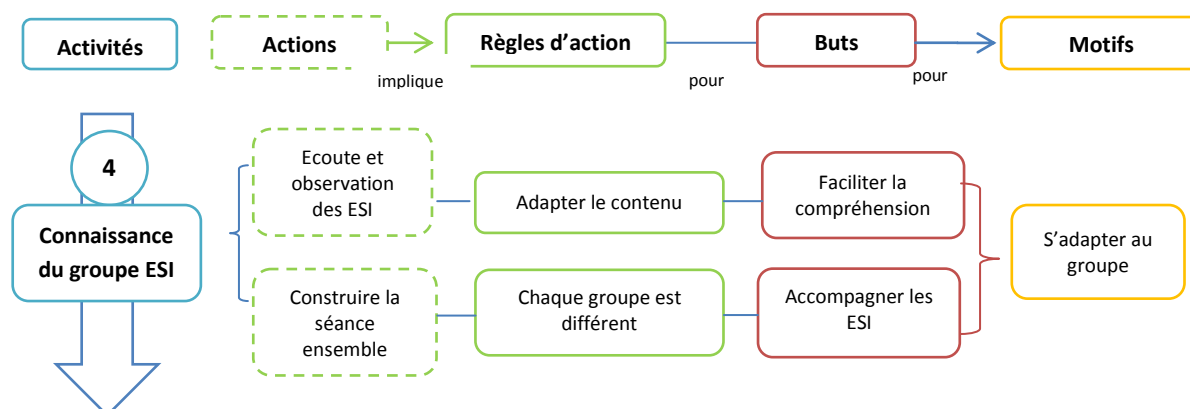 Activités
Actions
implique
Règles d’action
pour
Buts
pour
Motifs
4
Connaissance
du groupe ESI
Ecoute et
observation
des ESI
Adapter le contenu
Faciliter la
compréhension
Construire la
séance
ensemble
Chaque groupe est
différent
Accompagner les
ESI
S’adapter au
groupe